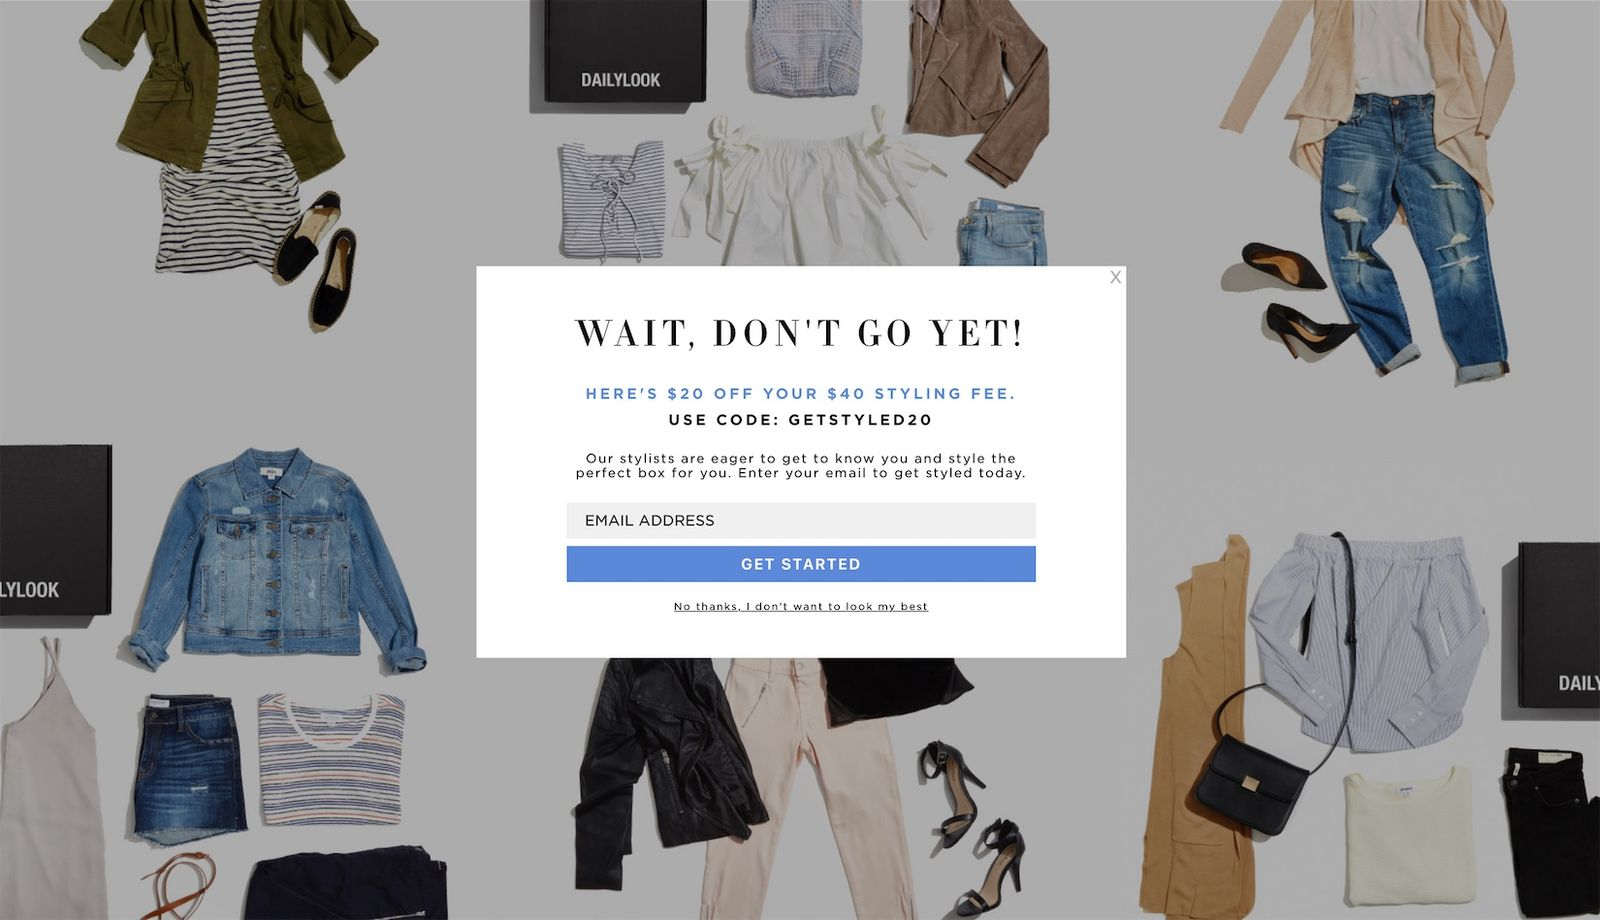 DAILYLOOK
X
WAIT, DON'T GO YET!
HERE'S $20 OFF YOUR $40 STYLING FEE.
USE CODE: GETSTYLED20
Our stylists are eager to get to know you and style the
perfect box for you. Enter your email to get styled today.
EMAIL ADDRESS
GET STARTED
No thanks, I don't want to look my best
LYLOOK
DAILY